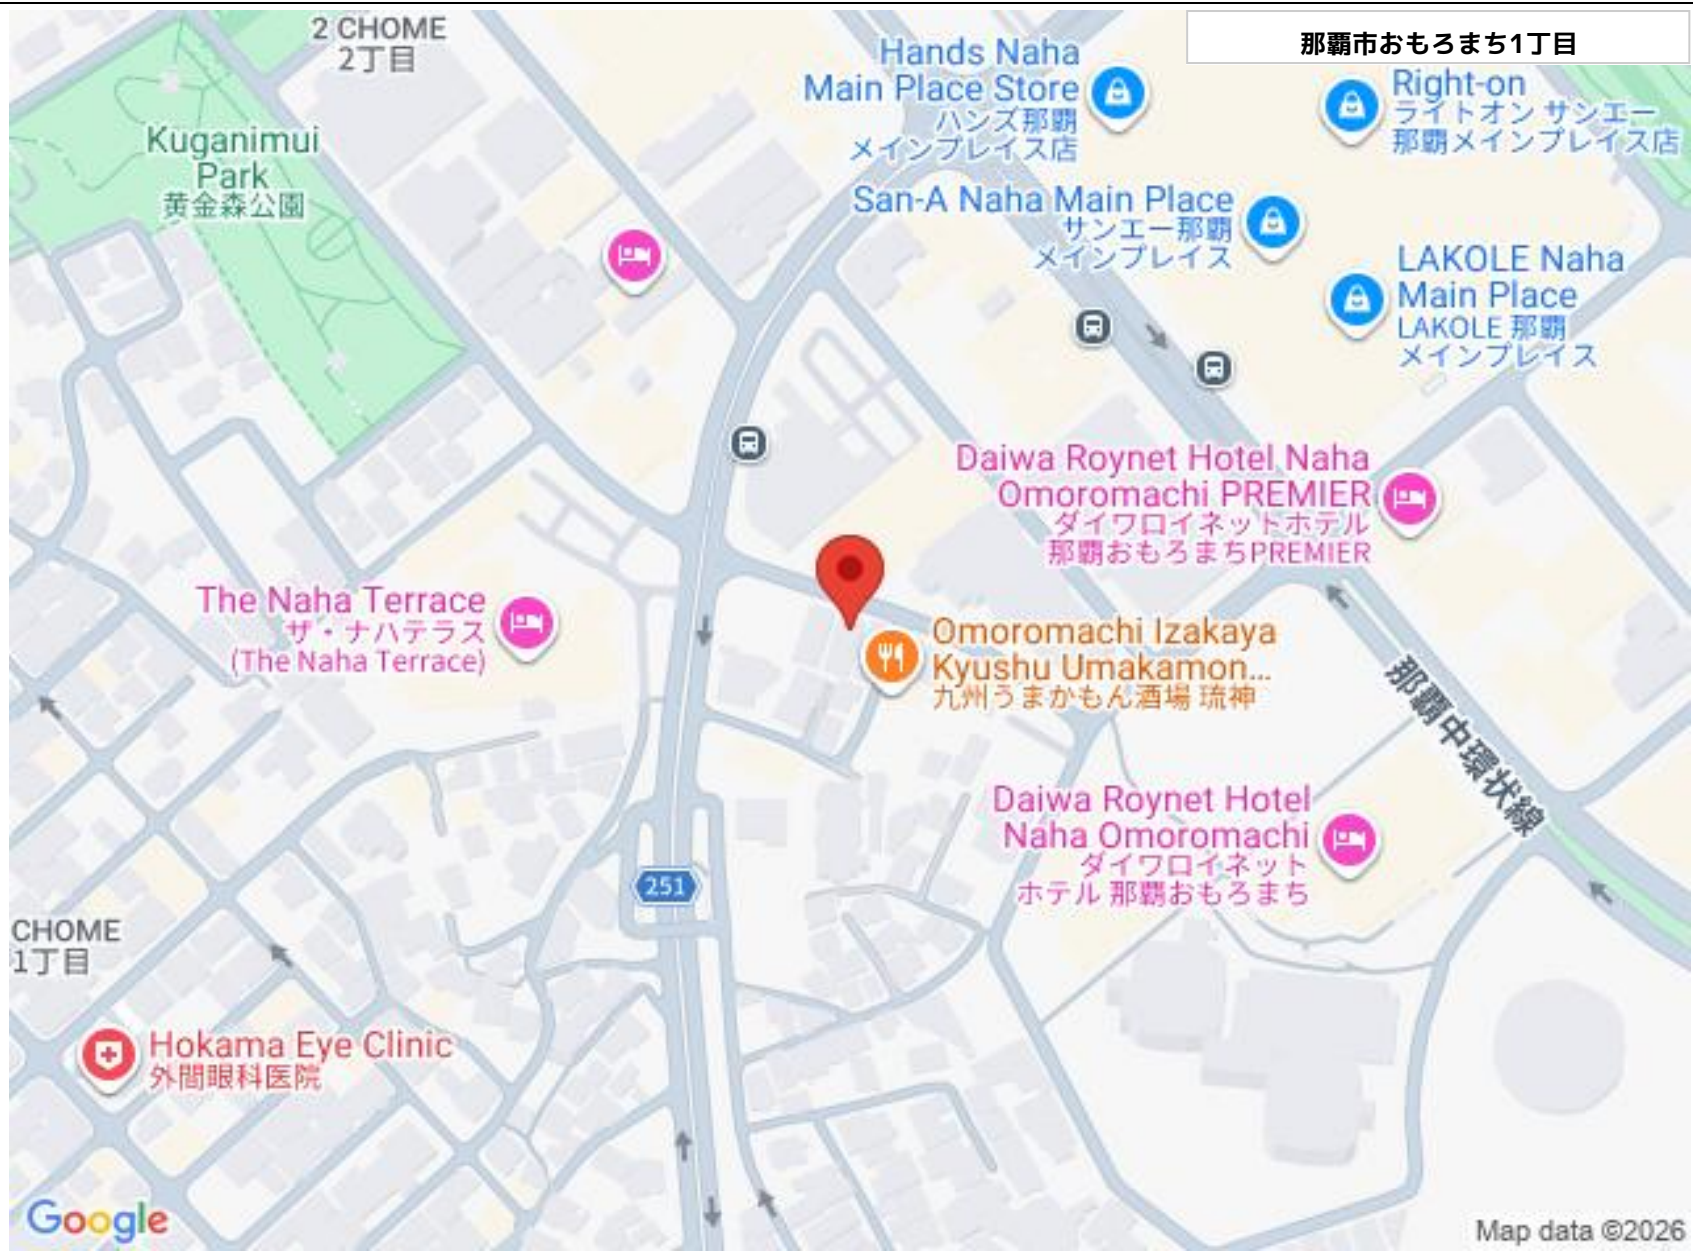 那覇市おもろまち1丁目
2 CHOME
2丁目
Hands Naha
Main Place Store
ハンズ那覇
メインプレイス店
Right-on
ライトオン サンエー
那覇メインプレイス店
Kuganimui
Park
黄金森公園
San-A Naha Main Place
サンエー那覇
メインプレイス
LAKOLE Naha
Main Place
LAKOLE 那覇
メインプレイス
Daiwa Roynet Hotel Naha
Omoromachi PREMIER
ダイワロイネットホテル
那覇おもろまちPREMIER
The Naha Terrace
ザ・ナハテラス
(The Naha Terrace)
Omoromachi Izakaya
Kyushu Umakamon...
九州うまかもん酒場 琉神
那覇中環状線
Daiwa Roynet Hotel
Naha Omoromachi
ダイワロイネット
ホテル 那覇おもろまち
251
CHOME
1丁目
Hokama Eye Clinic
外間眼科医院
Google
Map data ©2026